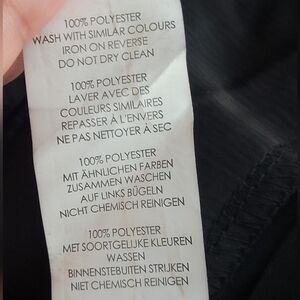 100% POLYESTER
WASH WITH SIMILAR COLOURS
IRON ON REVERSE
DO NOT DRY CLEAN
100% POLYESTER
LAVER AVEC DES
COULEURS SIMILAIRES
REPASSER À L'ENVERS
NE PAS NETTOYER À SEC
100% POLYESTER
MIT ÄHNLICHEN FARBEN
ZUSAMMEN WASCHEN
AUF LINKS BÜGELN
NICHT CHEMISCH REINIGEN
100% POLYESTER
MET SOORTGELIJKE KLEUREN
WASSEN
BINNENSTEBUITEN STRIJKEN
NIET CHEMISCH REINIGEN